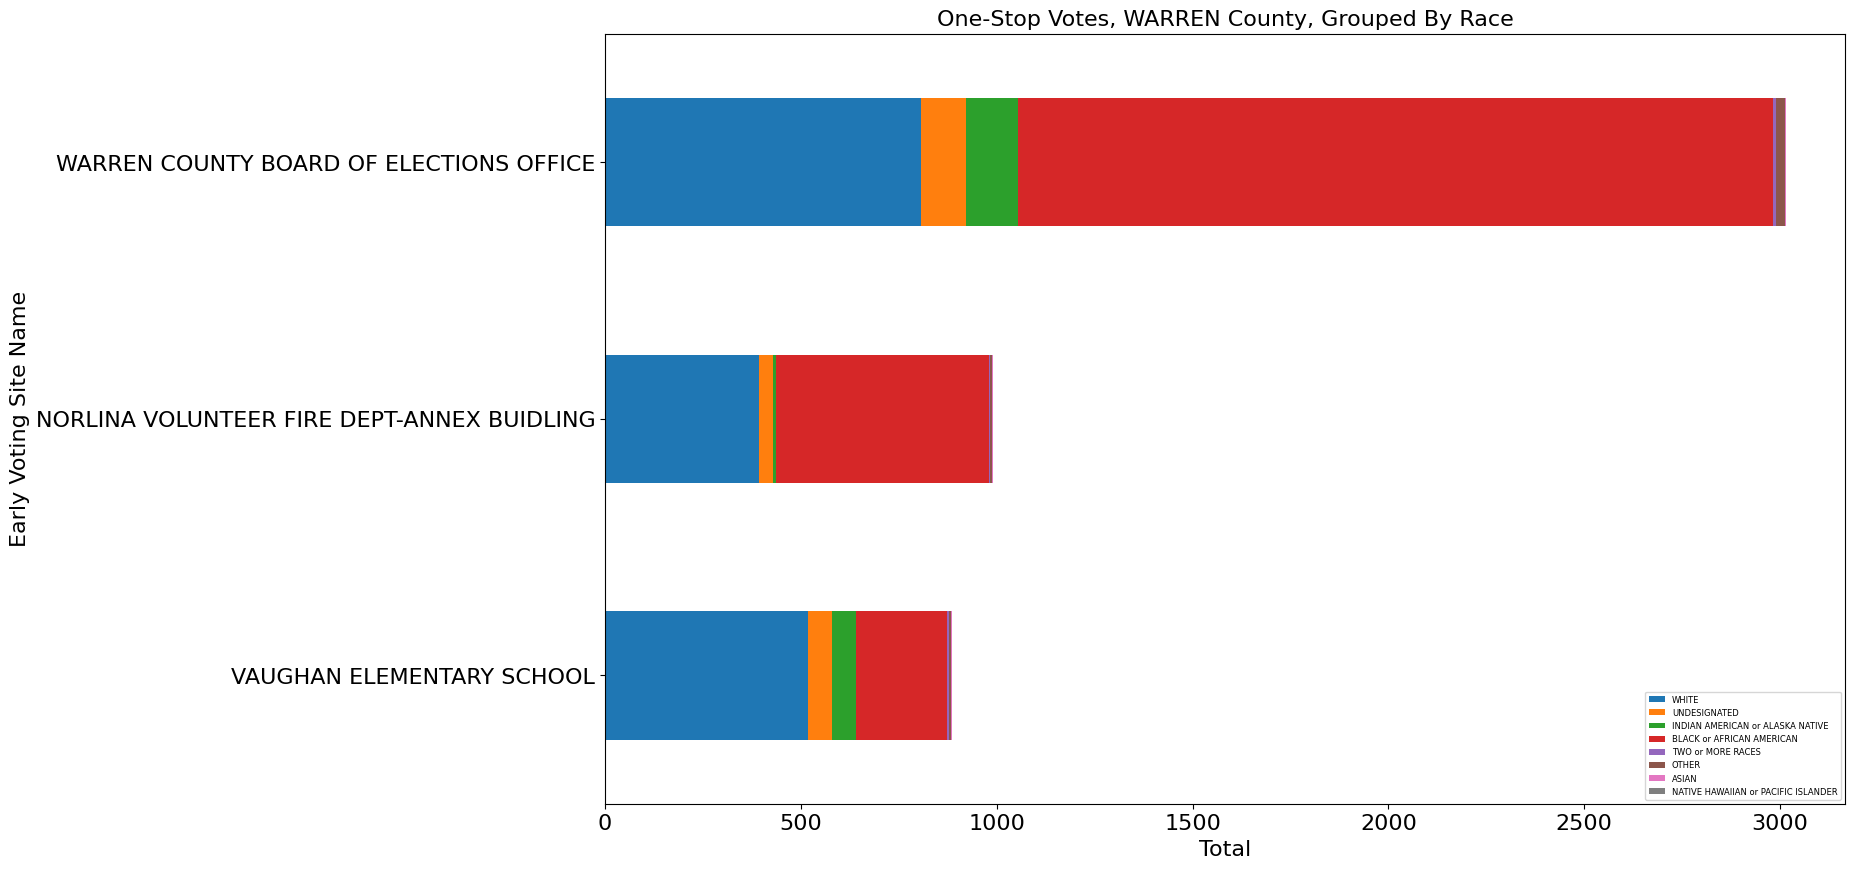 One-Stop Votes, WARREN County, Grouped By Race
Early Voting Site Name
WARREN COUNTY BOARD OF ELECTIONS OFFICE
NORLINA VOLUNTEER FIRE DEPT-ANNEX BUIDLING
VAUGHAN ELEMENTARY SCHOOL
WHITE
UNDESIGNATED
INDIAN AMERICAN or ALASKA NATIVE
BLACK or AFRICAN AMERICAN
TWO or MORE RACES
OTHER
ASIAN
NATIVE HAWAIIAN or PACIFIC ISLANDER
0 500 1000 1500 2000 2500 3000
Total